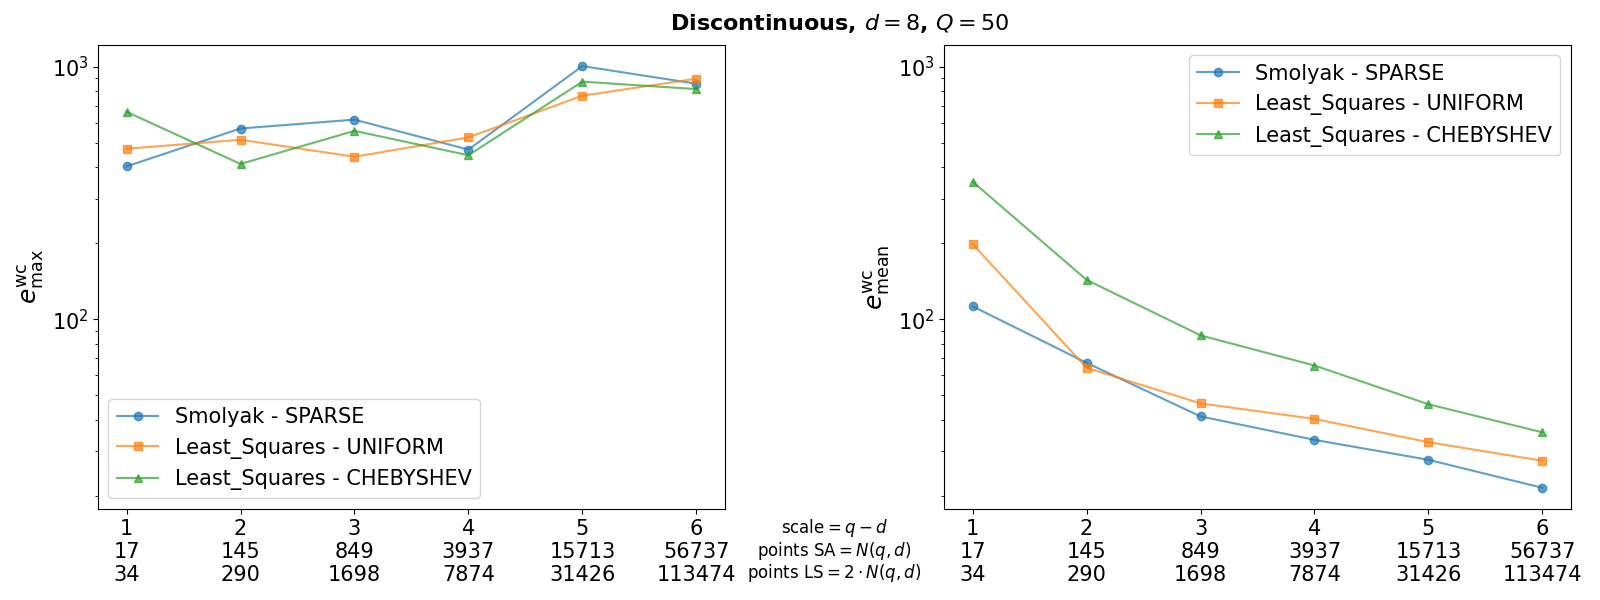 Discontinuous, d = 8, Q = 50
10³
10²
e^wc_max
Smolyak - SPARSE
Least_Squares - UNIFORM
Least_Squares - CHEBYSHEV
1 2 3 4 5 6
17 145 849 3937 15713 56737
34 290 1698 7874 31426 113474
scale = q − d
points SA = N(q, d)
points LS = 2 · N(q, d)
10³
10²
e^wc_mean
Smolyak - SPARSE
Least_Squares - UNIFORM
Least_Squares - CHEBYSHEV
1 2 3 4 5 6
17 145 849 3937 15713 56737
34 290 1698 7874 31426 113474